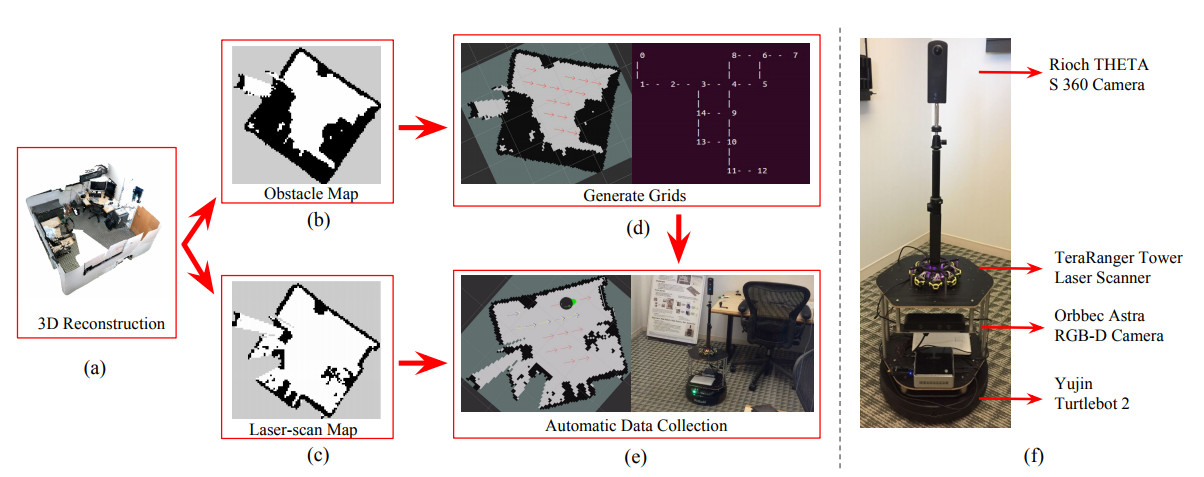 3D Reconstruction
(a)
Obstacle Map
(b)
Laser-scan Map
(c)
0 8- - 6- - 7
1- - 2- - 3- - 4- - 5
14- - 9
13- - 10
11- - 12
Generate Grids
(d)
Automatic Data Collection
(e)
Rioch THETA
S 360 Camera
TeraRanger Tower
Laser Scanner
Orbbec Astra
RGB-D Camera
Yujin
Turtlebot 2
(f)